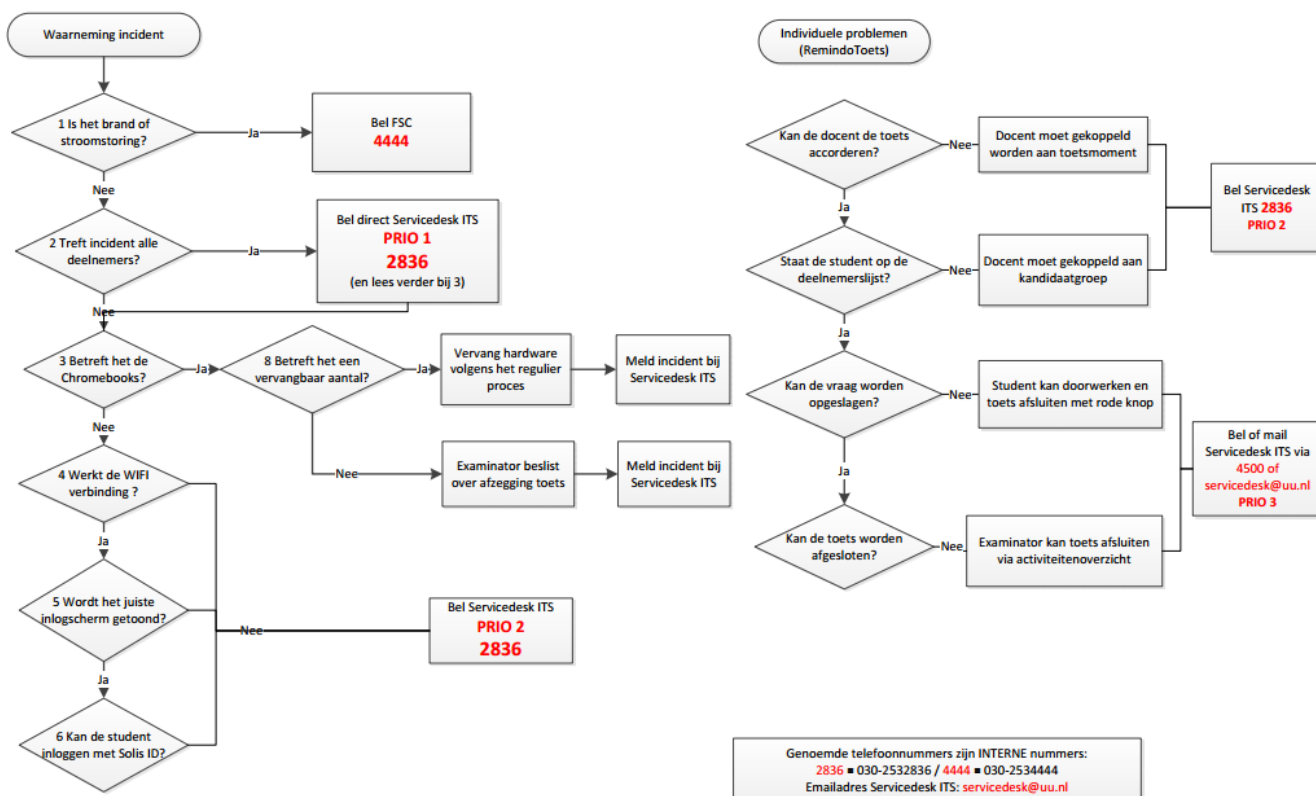 Waarneming incident
1 Is het brand of
stroomstoring?
Ja
Bel FSC
4444
Nee
2 Treft incident alle
deelnemers?
Ja
Bel direct Servicedesk ITS
PRIO 1
2836
(en lees verder bij 3)
Nee
3 Betreft het de
Chromebooks?
Ja
8 Betreft het een
vervangbaar aantal?
Ja
Vervang hardware
volgens het regulier
proces
Meld incident bij
Servicedesk ITS
Nee
Examinator beslist
over afzegging toets
Meld incident bij
Servicedesk ITS
Nee
4 Werkt de WIFI
verbinding ?
Ja
5 Wordt het juiste
inlogscherm getoond?
Nee
Bel Servicedesk ITS
PRIO 2
2836
Ja
6 Kan de student
inloggen met Solis ID?
Individuele problemen
(RemindoToets)
Kan de docent de toets
accorderen?
Nee
Docent moet gekoppeld
worden aan toetsmoment
Bel Servicedesk
ITS 2836
PRIO 2
Ja
Staat de student op de
deelnemerslijst?
Nee
Docent moet gekoppeld aan
kandidaatgroep
Ja
Kan de vraag worden
opgeslagen?
Nee
Student kan doorwerken en
toets afsluiten met rode knop
Bel of mail
Servicedesk ITS via
4500 of
servicedesk@uu.nl
PRIO 3
Ja
Kan de toets worden
afgesloten?
Nee
Examinator kan toets afsluiten
via activiteitenoverzicht
Genoemde telefoonnummers zijn INTERNE nummers:
2836 = 030-2532836 / 4444 = 030-2534444
Emailadres Servicedesk ITS: servicedesk@uu.nl